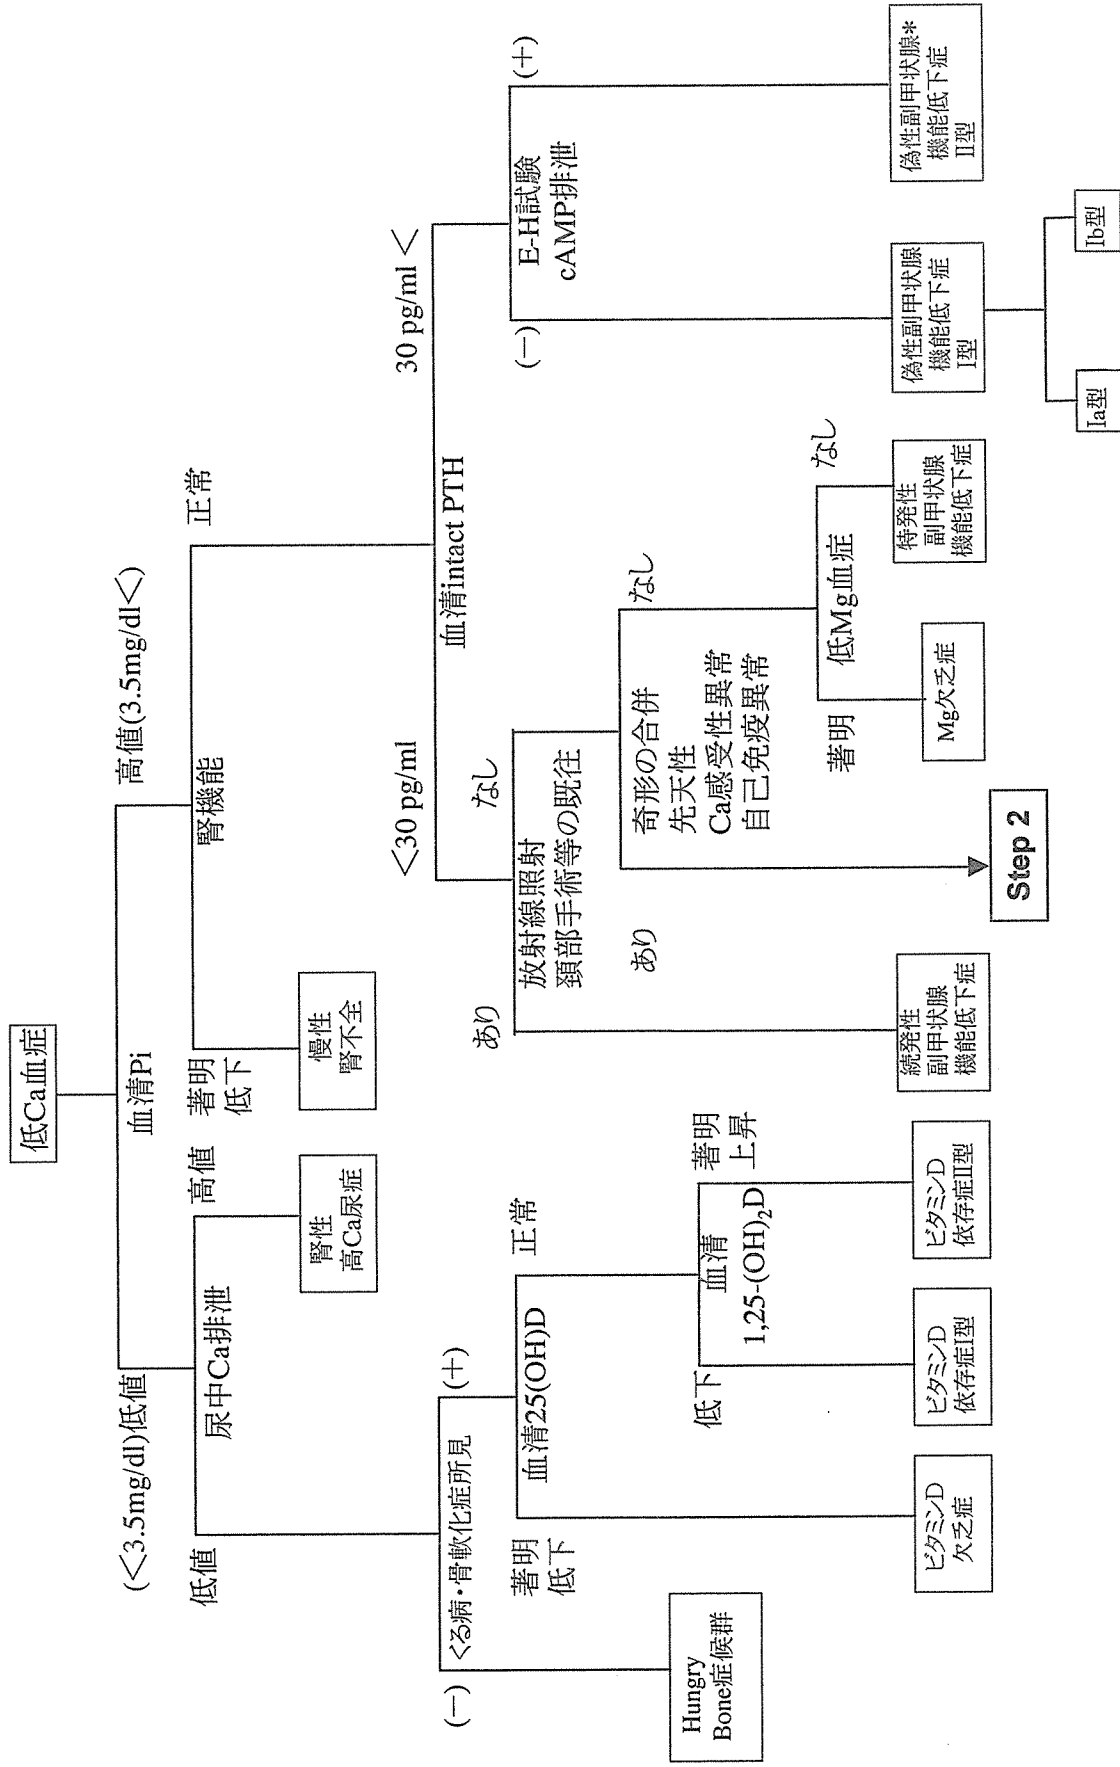 低Ca血症
血清Pi
(<3.5mg/dl)低値
高値(3.5mg/dl<)
尿中Ca排泄
低値
高値
腎性
高Ca尿症
くる病・骨軟化症所見
(−)
(+)
Hungry
Bone症候群
血清25(OH)D
著明
低下
正常
ビタミンD
欠乏症
血清
1,25-(OH)₂D
低下
著明
上昇
ビタミンD
依存症I型
ビタミンD
依存症II型
腎機能
著明
低下
正常
慢性
腎不全
血清intact PTH
<30 pg/ml
30 pg/ml <
放射線照射
頚部手術等の既往
あり
なし
続発性
副甲状腺
機能低下症
奇形の合併
先天性
Ca感受性異常
自己免疫異常
あり
なし
Step 2
低Mg血症
著明
なし
Mg欠乏症
特発性
副甲状腺
機能低下症
E-H試験
cAMP排泄
(−)
(+)
偽性副甲状腺
機能低下症
I型
Ia型
Ib型
偽性副甲状腺*
機能低下症
II型